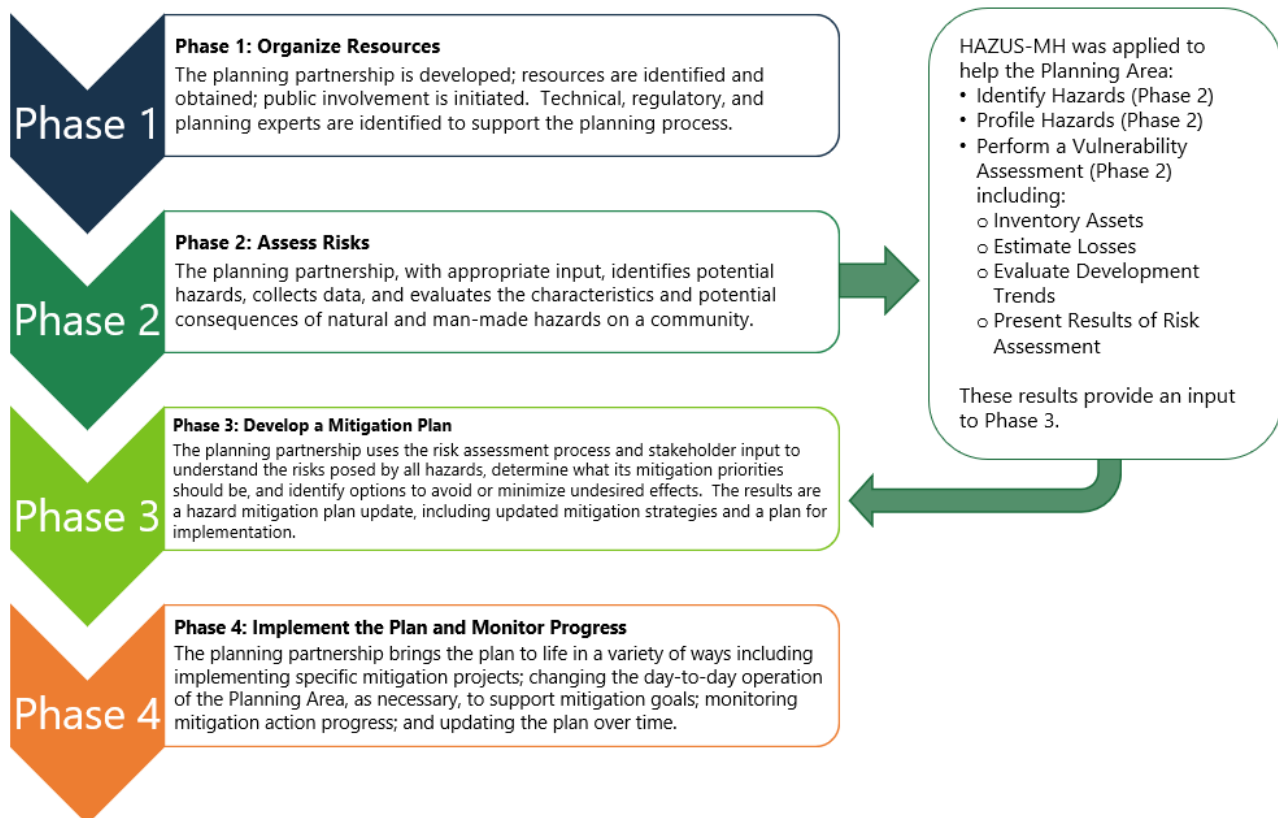 Phase 1
Phase 1: Organize Resources
The planning partnership is developed; resources are identified and
obtained; public involvement is initiated.  Technical, regulatory, and
planning experts are identified to support the planning process.
Phase 2
Phase 2: Assess Risks
The planning partnership, with appropriate input, identifies potential
hazards, collects data, and evaluates the characteristics and potential
consequences of natural and man-made hazards on a community.
HAZUS-MH was applied to
help the Planning Area:
• Identify Hazards (Phase 2)
• Profile Hazards (Phase 2)
• Perform a Vulnerability
Assessment (Phase 2)
including:
o Inventory Assets
o Estimate Losses
o Evaluate Development
Trends
o Present Results of Risk
Assessment
These results provide an input
to Phase 3.
Phase 3
Phase 3: Develop a Mitigation Plan
The planning partnership uses the risk assessment process and stakeholder input to
understand the risks posed by all hazards, determine what its mitigation priorities
should be, and identify options to avoid or minimize undesired effects.  The results are
a hazard mitigation plan update, including updated mitigation strategies and a plan for
implementation.
Phase 4
Phase 4: Implement the Plan and Monitor Progress
The planning partnership brings the plan to life in a variety of ways including
implementing specific mitigation projects; changing the day-to-day operation
of the Planning Area, as necessary, to support mitigation goals; monitoring
mitigation action progress; and updating the plan over time.